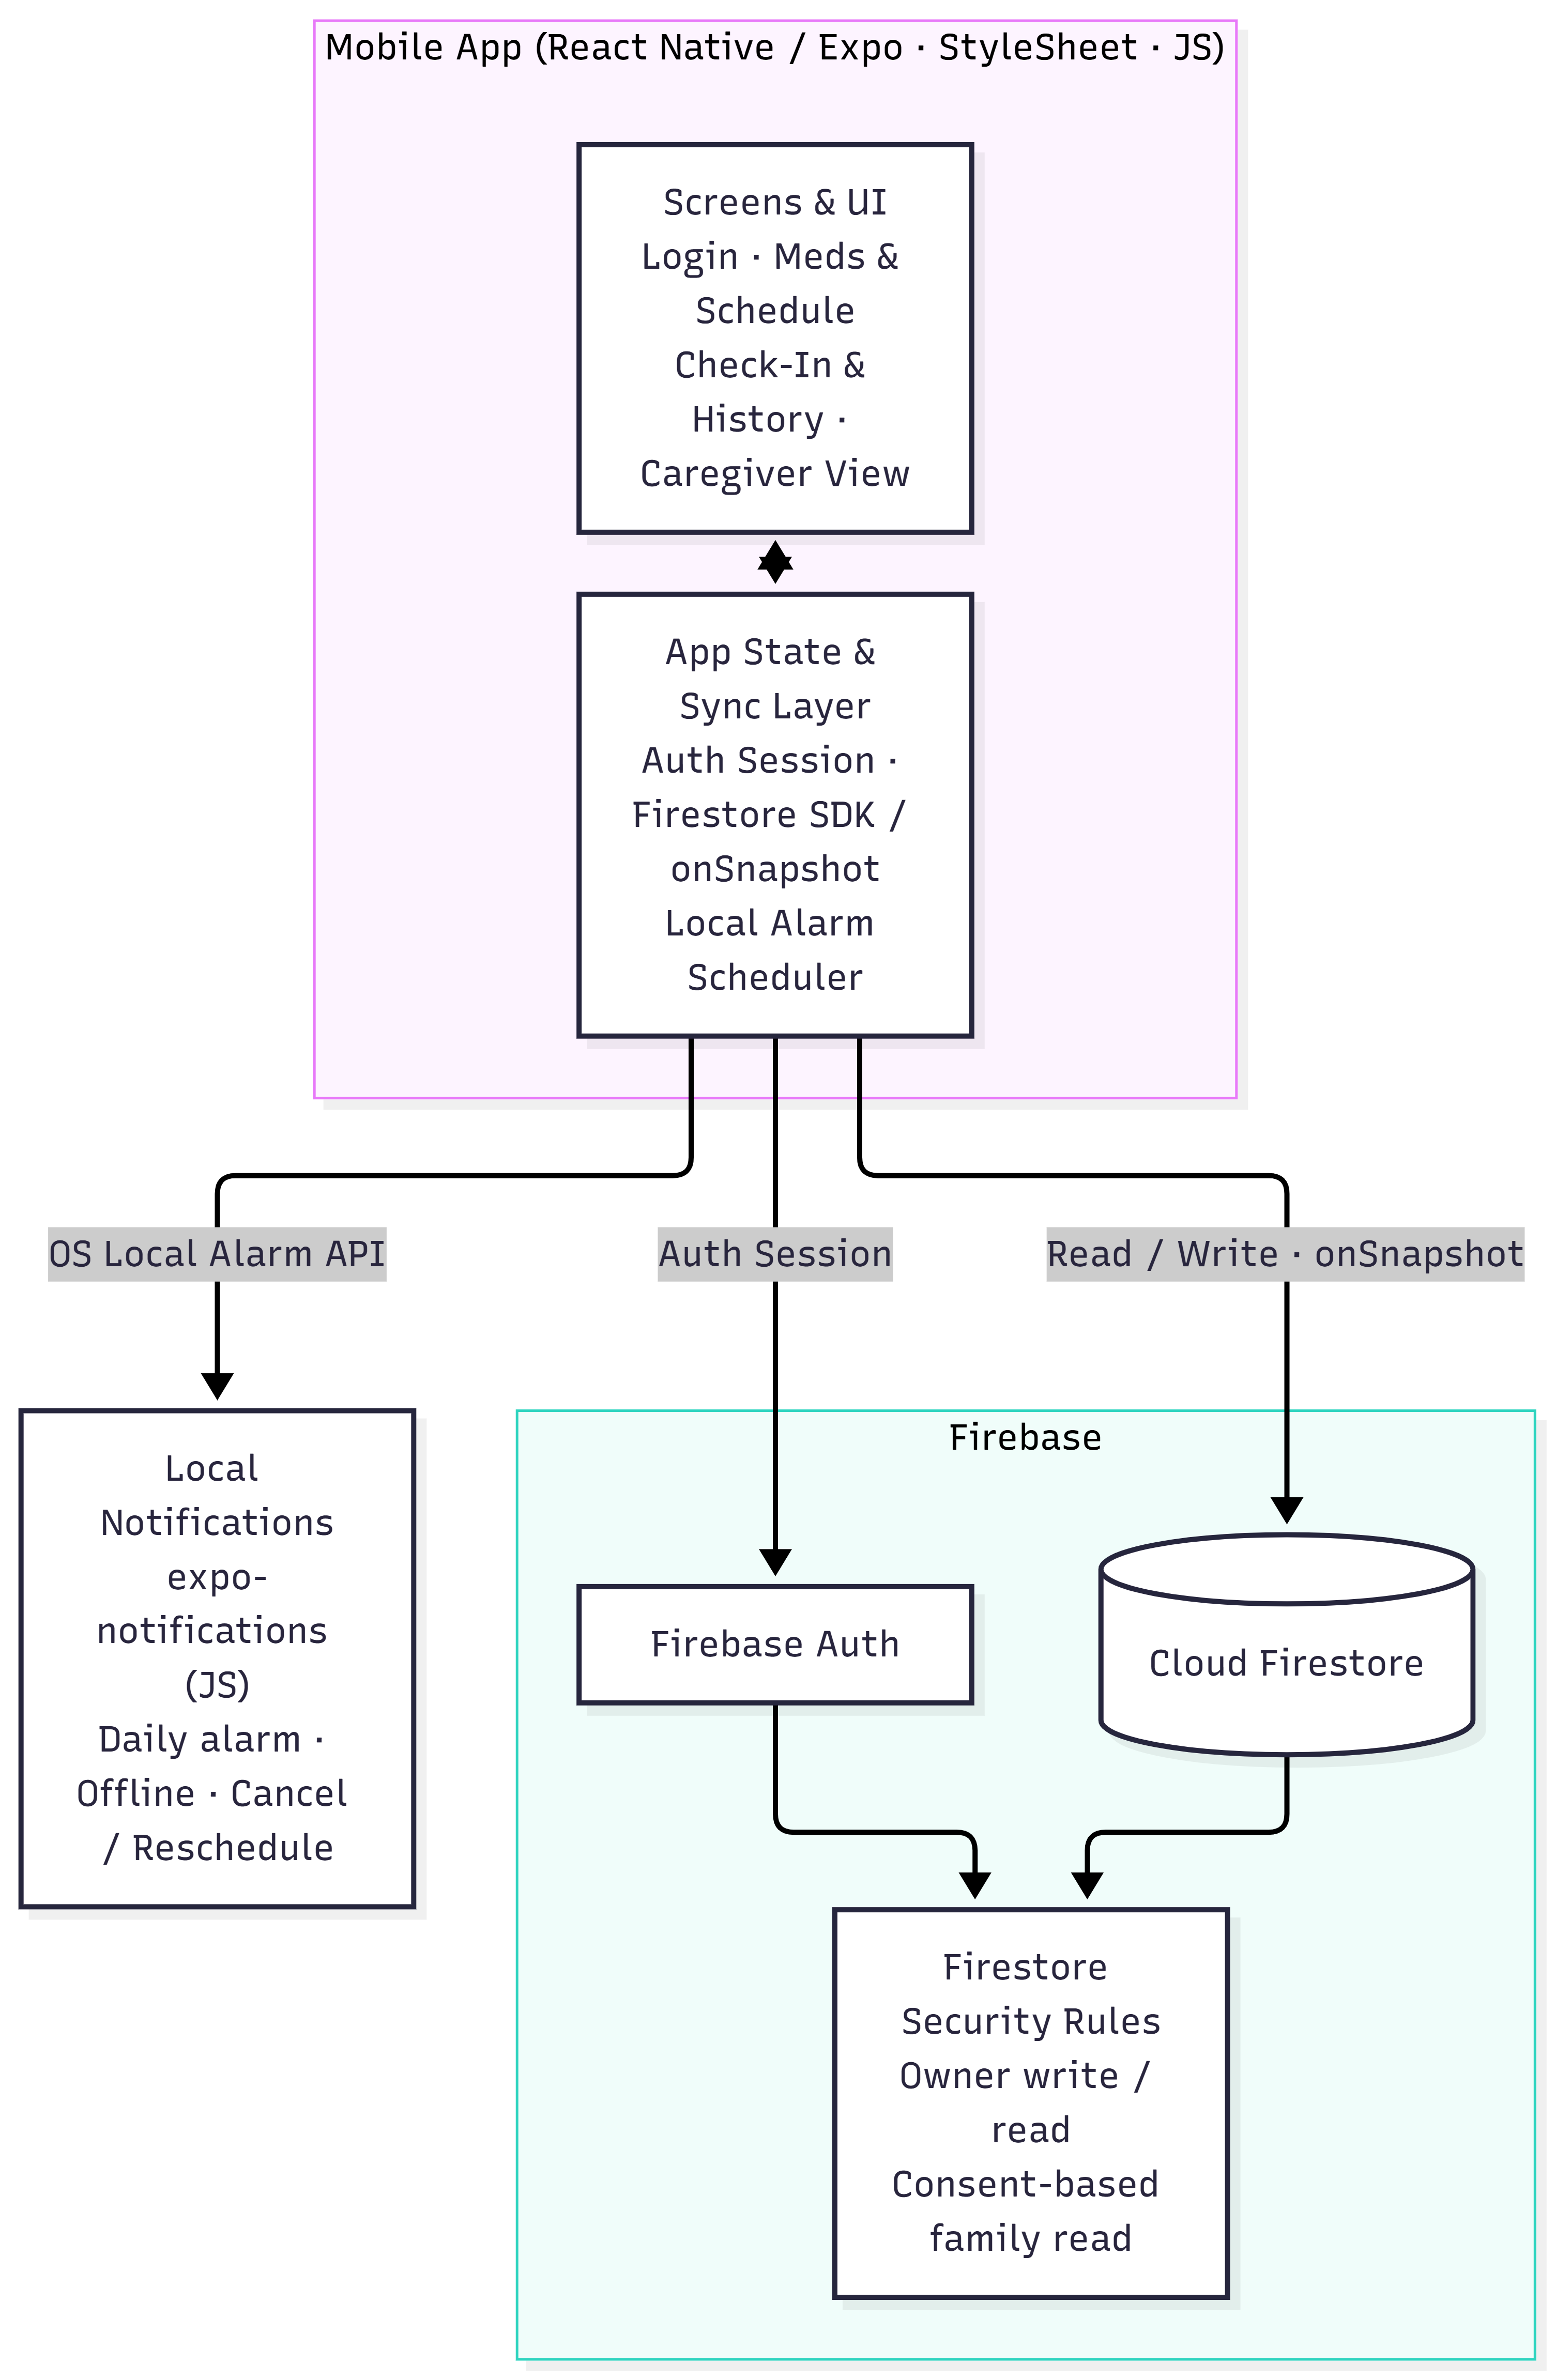 Mobile App (React Native / Expo · StyleSheet · JS)
Screens & UI
Login · Meds &
Schedule
Check-In &
History ·
Caregiver View
App State &
Sync Layer
Auth Session ·
Firestore SDK /
onSnapshot
Local Alarm
Scheduler
OS Local Alarm API
Auth Session
Read / Write · onSnapshot
Local
Notifications
expo-
notifications
(JS)
Daily alarm ·
Offline · Cancel
/ Reschedule
Firebase
Firebase Auth
Cloud Firestore
Firestore
Security Rules
Owner write /
read
Consent-based
family read